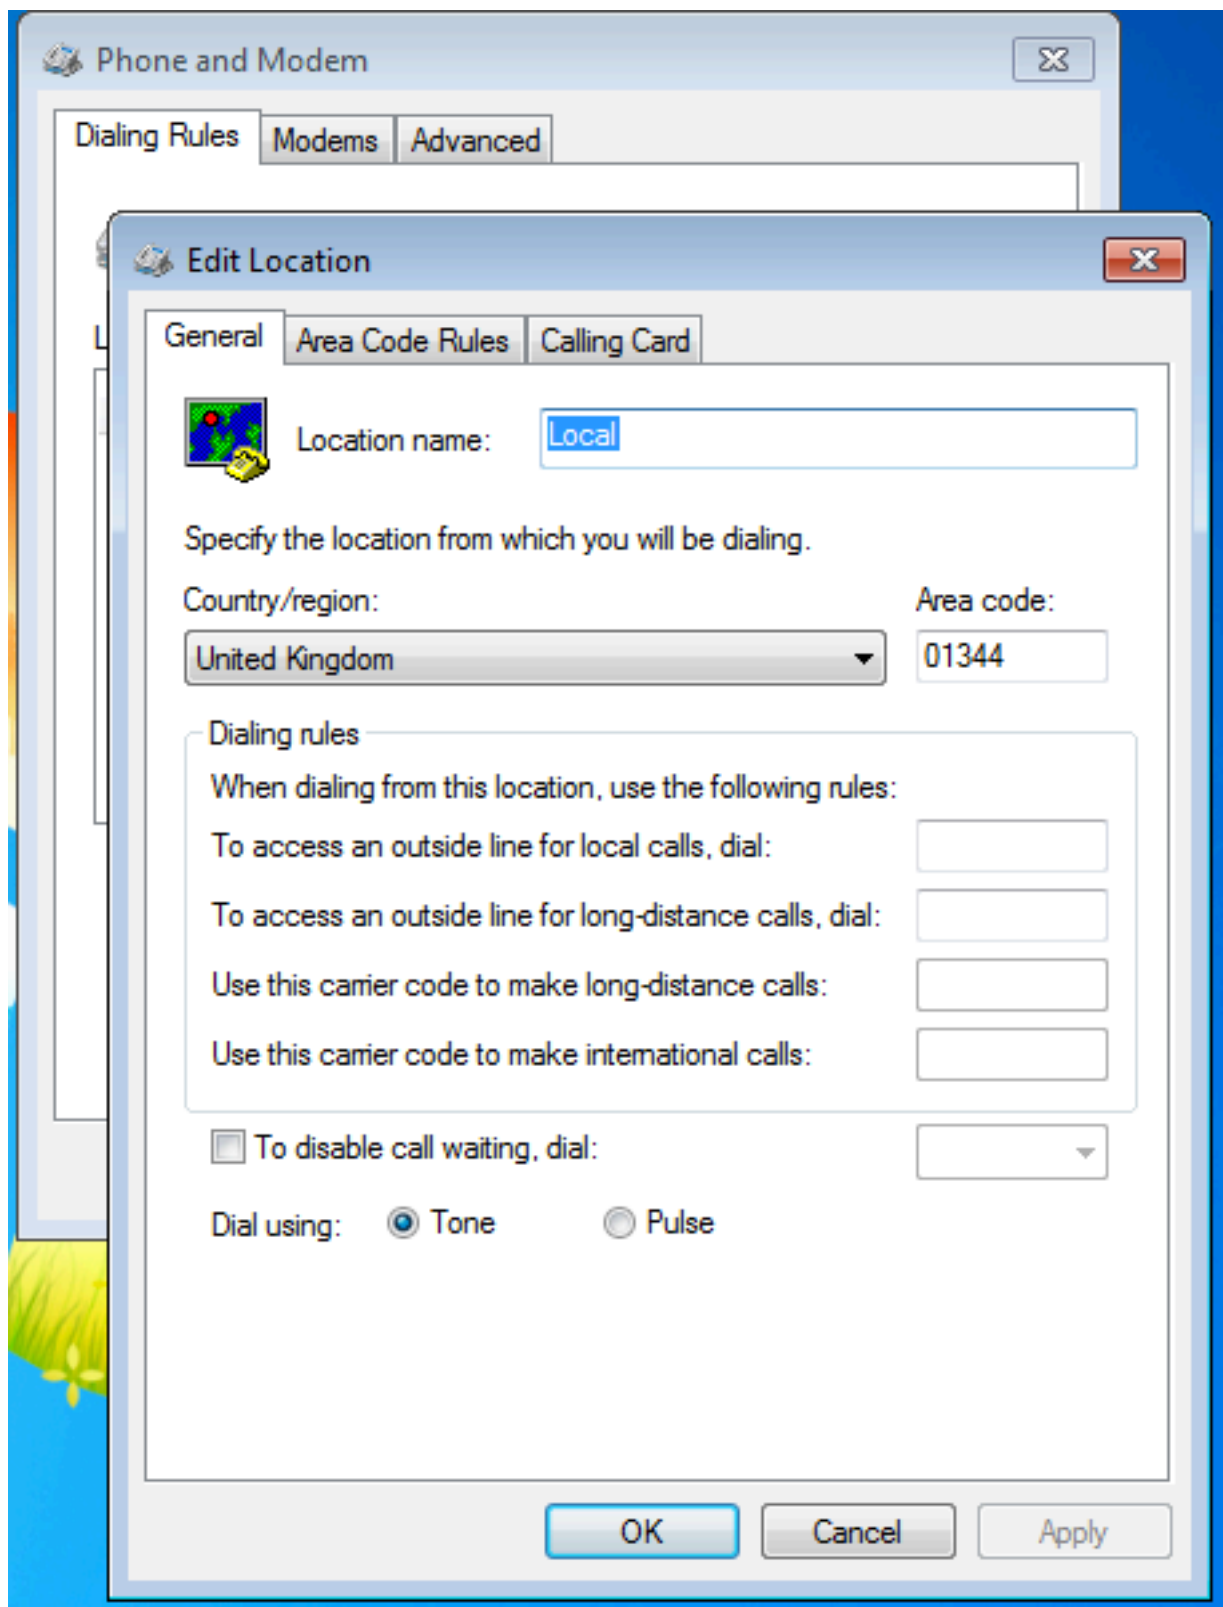 Phone and Modem
Dialing Rules Modems Advanced
L
Edit Location
General Area Code Rules Calling Card
Location name: Local
Specify the location from which you will be dialing.
Country/region: Area code:
United Kingdom 01344
Dialing rules
When dialing from this location, use the following rules:
To access an outside line for local calls, dial:
To access an outside line for long-distance calls, dial:
Use this carrier code to make long-distance calls:
Use this carrier code to make international calls:
To disable call waiting, dial:
Dial using: Tone Pulse
OK Cancel Apply